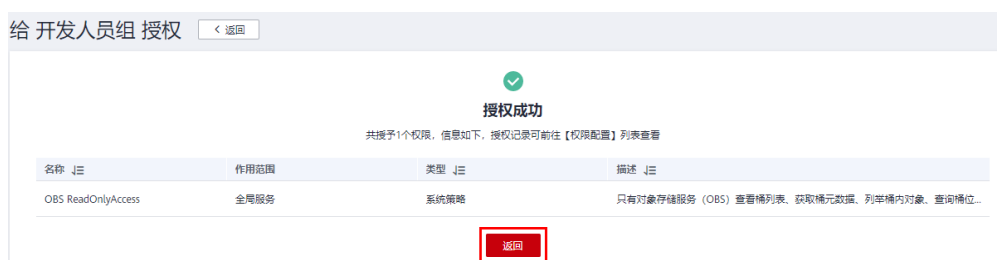 给 开发人员组 授权 < 返回
授权成功
共授予1个权限，信息如下，授权记录可前往【权限配置】列表查看
名称 作用范围 类型 描述
OBS ReadOnlyAccess 全局服务 系统策略 只有对象存储服务（OBS）查看桶列表、获取桶元数据、列举桶内对象、查询桶位...
返回